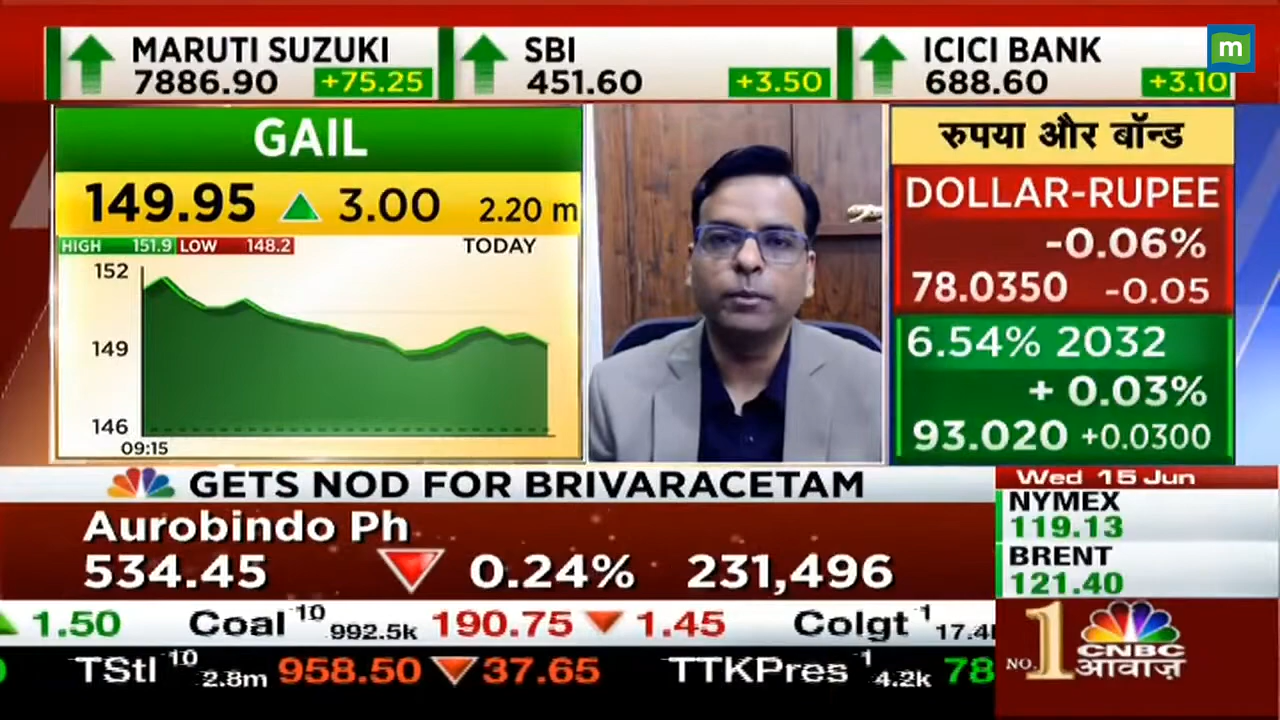 MARUTI SUZUKI
7886.90 +75.25
SBI
451.60 +3.50
ICICI BANK
688.60 +3.10
m
GAIL
149.95 3.00 2.20 m
HIGH 151.9 LOW 148.2 TODAY
152
149
146
09:15
रुपया और बॉन्ड
DOLLAR-RUPEE
-0.06%
78.0350 -0.05
6.54% 2032
+ 0.03%
93.020 +0.0300
GETS NOD FOR BRIVARACETAM
Aurobindo Ph
534.45 0.24% 231,496
Wed 15 Jun
NYMEX
119.13
BRENT
121.40
1.50 Coal 10 992.5k 190.75 1.45 Colgt 1 17.4
TStl 10 2.8m 958.50 37.65 TTKPres 1 4.2k 78
NO.1 CNBC
आवाज़